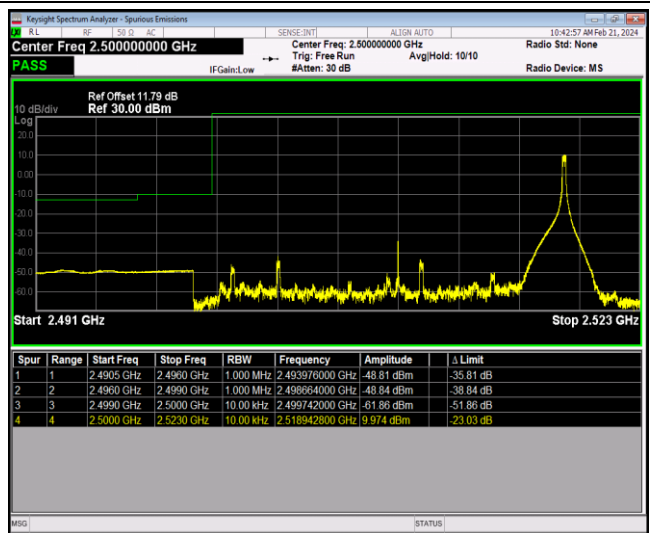 Keysight Spectrum Analyzer - Spurious Emissions
RL RF 50 Ω AC SENSE:INT ALIGN AUTO 10:42:57 AM Feb 21, 2024
Center Freq 2.500000000 GHz Center Freq: 2.500000000 GHz Radio Std: None
Trig: Free Run Avg|Hold: 10/10
PASS IFGain:Low #Atten: 30 dB Radio Device: MS
Ref Offset 11.79 dB
10 dB/div Ref 30.00 dBm
Log
20.0
10.0
0.00
-10.0
-20.0
-30.0
-40.0
-50.0
-60.0
Start 2.491 GHz Stop 2.523 GHz
Spur Range Start Freq Stop Freq RBW Frequency Amplitude Δ Limit
1 1 2.4905 GHz 2.4960 GHz 1.000 MHz 2.493976000 GHz -48.81 dBm -35.81 dB
2 2 2.4960 GHz 2.4990 GHz 1.000 MHz 2.498664000 GHz -48.84 dBm -38.84 dB
3 3 2.4990 GHz 2.5000 GHz 10.00 kHz 2.499742000 GHz -61.86 dBm -51.86 dB
4 4 2.5000 GHz 2.5230 GHz 10.00 kHz 2.518942800 GHz 9.974 dBm -23.03 dB
MSG STATUS